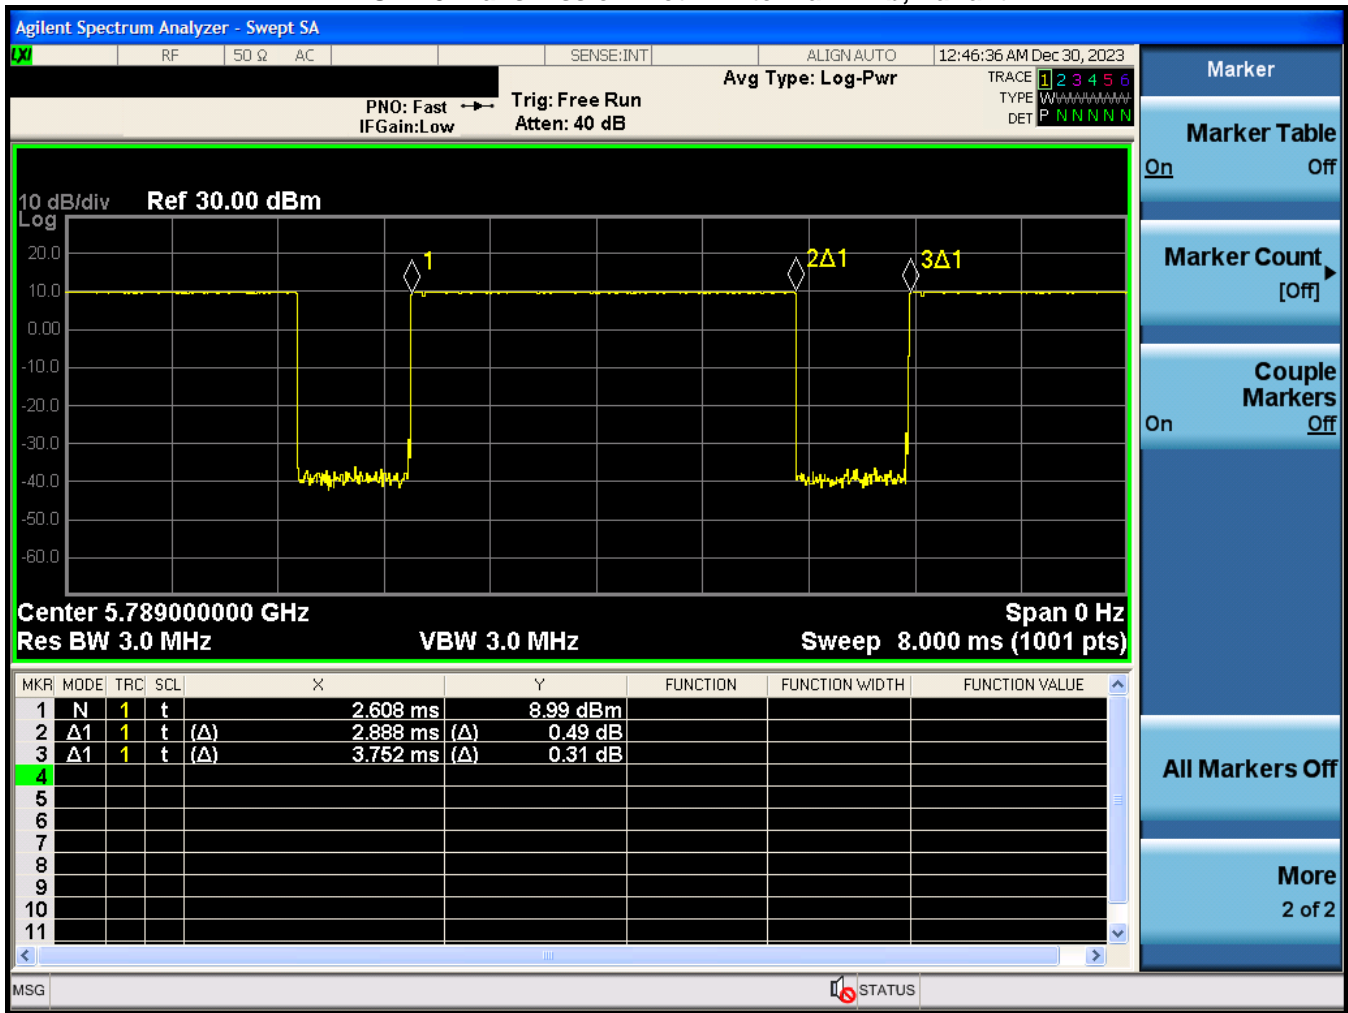 Agilent Spectrum Analyzer - Swept SA
LXI RF 50 Ω AC SENSE:INT ALIGN AUTO 12:46:36 AM Dec 30, 2023
Marker
Avg Type: Log-Pwr
TRACE 1 2 3 4 5 6
PNO: Fast Trig: Free Run
TYPE WWWWWW
IFGain:Low Atten: 40 dB
DET P N N N N N
Marker Table
On Off
10 dB/div Ref 30.00 dBm
Log
20.0
10.0
0.00
-10.0
-20.0
-30.0
-40.0
-50.0
-60.0
1
2Δ1
3Δ1
Marker Count
[Off]
Couple
Markers
On Off
Center 5.789000000 GHz Span 0 Hz
Res BW 3.0 MHz VBW 3.0 MHz Sweep 8.000 ms (1001 pts)
MKR MODE TRC SCL X Y FUNCTION FUNCTION WIDTH FUNCTION VALUE
1 N 1 t 2.608 ms 8.99 dBm
2 Δ1 1 t (Δ) 2.888 ms (Δ) 0.49 dB
3 Δ1 1 t (Δ) 3.752 ms (Δ) 0.31 dB
4
5
6
7
8
9
10
11
All Markers Off
More
2 of 2
MSG STATUS